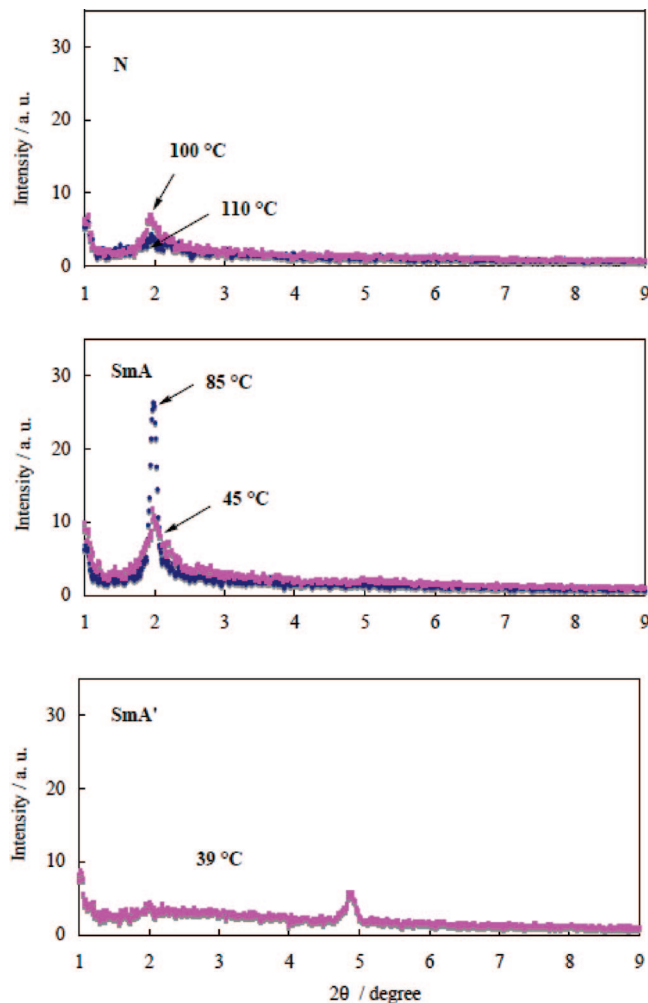 30
N
Intensity / a. u.
20
100 °C
10
110 °C
0
1 2 3 4 5 6 7 8 9
30
SmA
85 °C
Intensity / a. u.
20
45 °C
10
0
1 2 3 4 5 6 7 8 9
30
SmA'
Intensity / a. u.
20
39 °C
10
0
1 2 3 4 5 6 7 8 9
2θ / degree